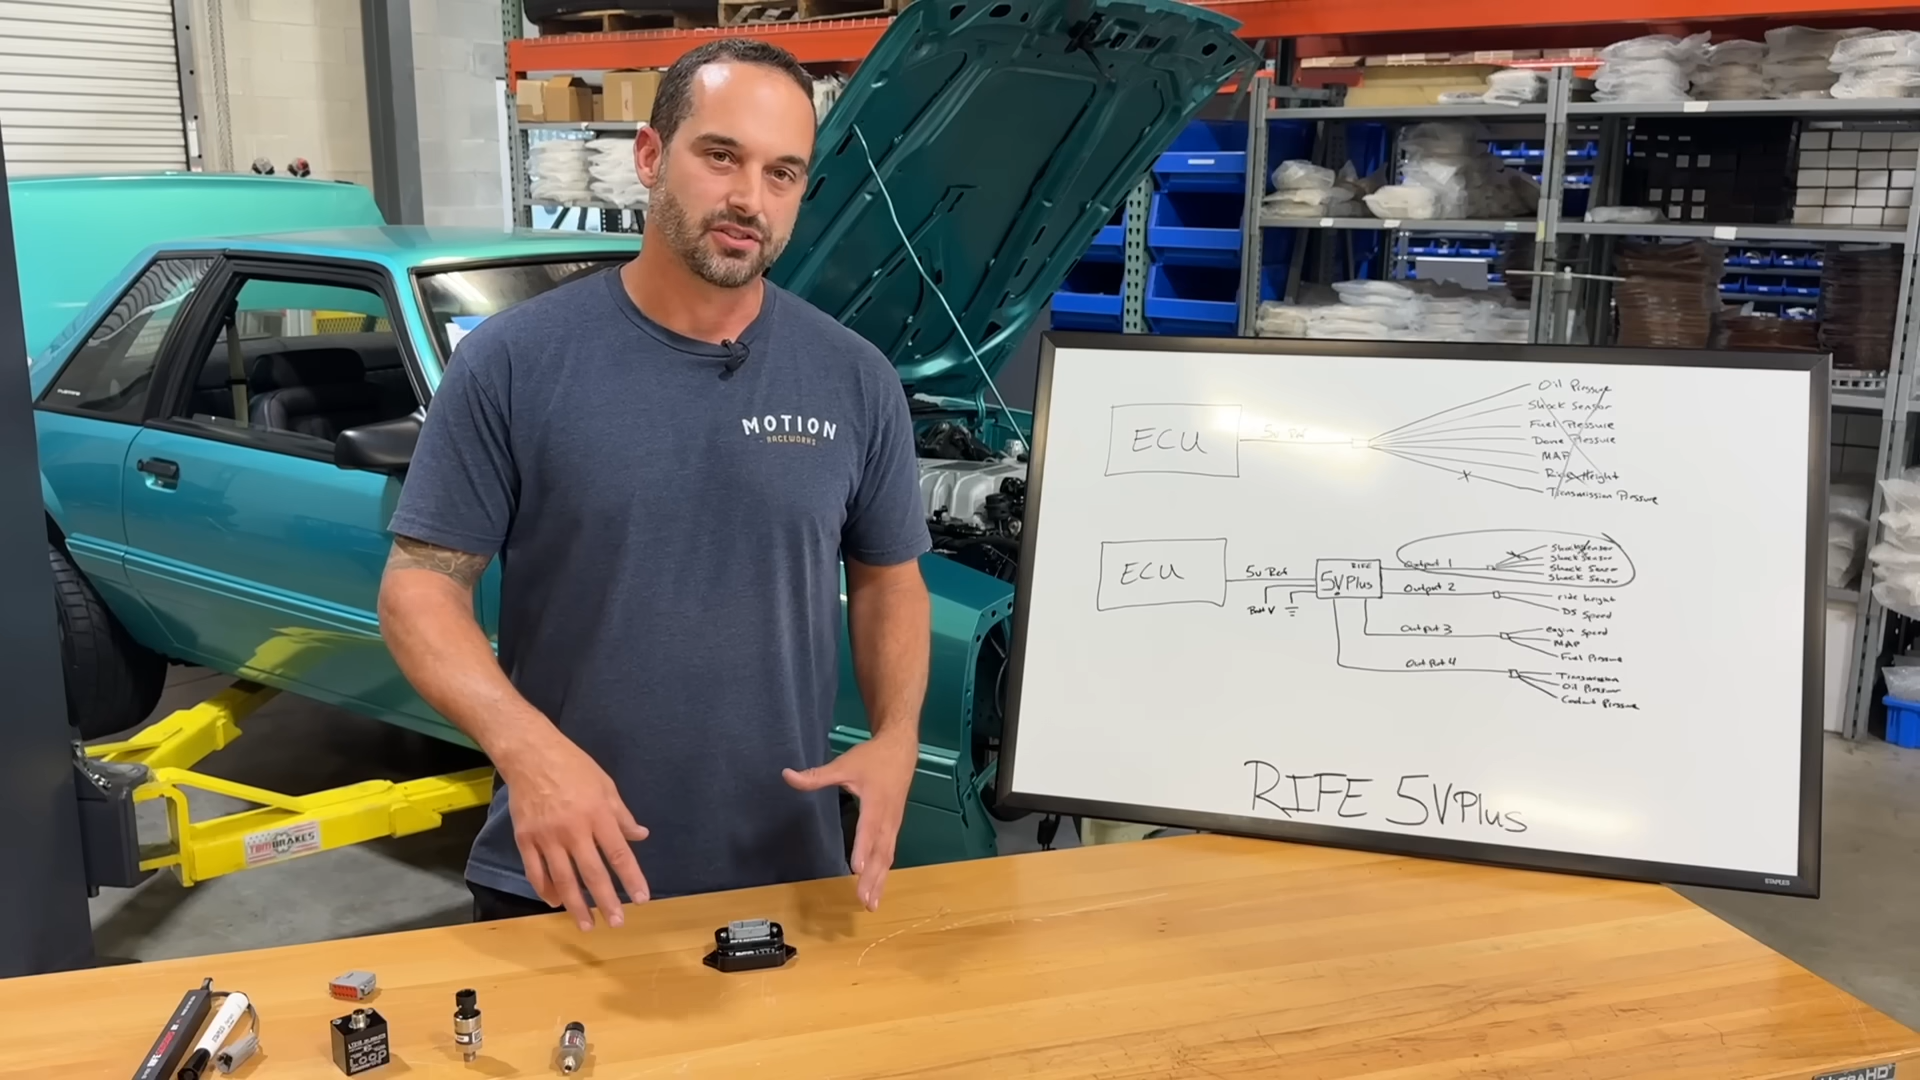 MOTION
RACEWORKS
ECU
5v Ref
Oil Pressure
Shock Sensor
Fuel Pressure
Dome Pressure
MAP
Ride Height
Transmission Pressure
ECU
5v Ref
Batt V
RIFE
5VPlus
Output 1
Shock Sensor
Shock Sensor
Shock Sensor
Shock Sensor
Output 2
ride height
DS Speed
Output 3
engine speed
MAP
Fuel Pressure
Output 4
Transmission
Oil Pressure
Coolant Pressure
RIFE 5VPlus
STAPLES
TBM BRAKES
LOOP